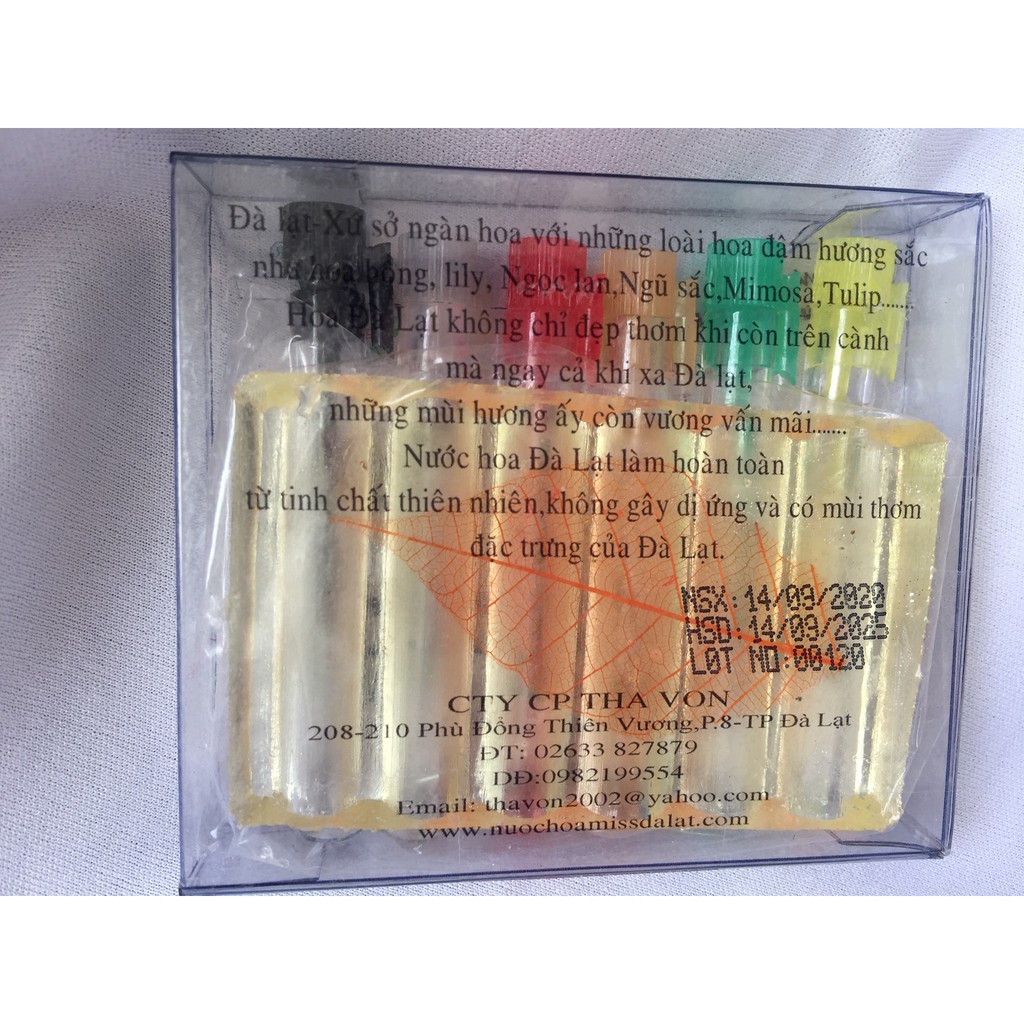 Đà lạt-Xứ sở ngàn hoa với những loài hoa đậm hương sắc
như hoa hồng, lily, Ngọc lan,Ngũ sắc,Mimosa,Tulip......
Hoa Đà Lạt không chỉ đẹp thơm khi còn trên cành
mà ngay cả khi xa Đà lạt,
những mùi hương ấy còn vương vấn mãi......
Nước hoa Đà Lạt làm hoàn toàn
từ tinh chất thiên nhiên,không gây dị ứng và có mùi thơm
đặc trưng của Đà Lạt.
NSX:14/09/2020
HSD:14/09/2025
LOT NO:00120
CTY CP THA VON
208-210 Phù Đổng Thiên Vương,P.8-TP Đà Lạt
ĐT: 02633 827879
DĐ:0982199554
Email: thavon2002@yahoo.com
www.nuochoamissdalat.com